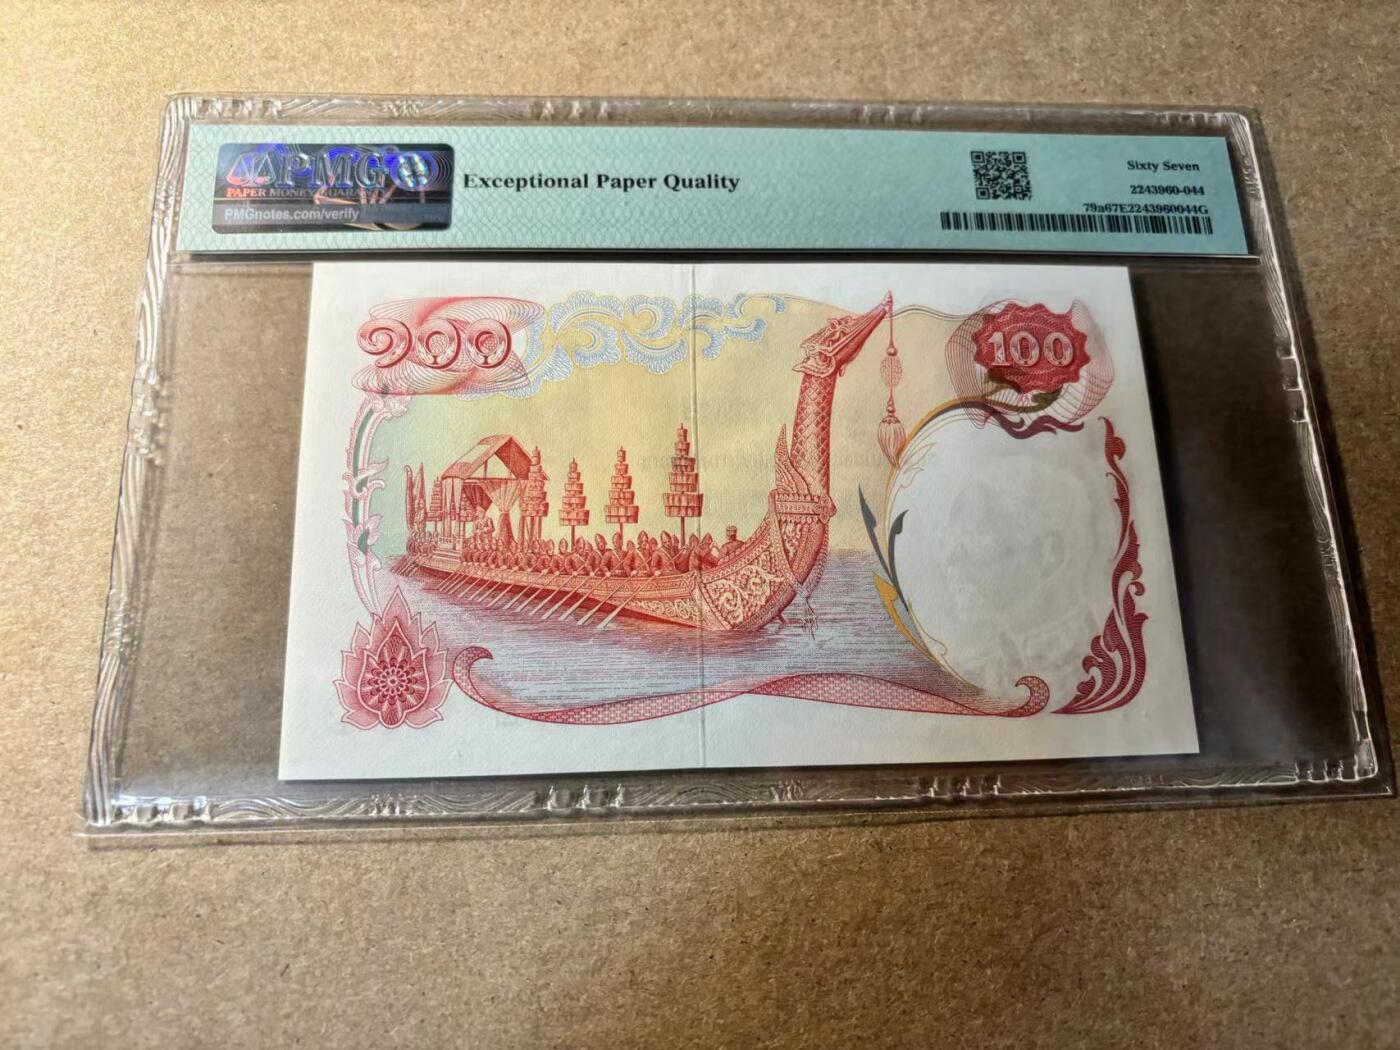 PMG
PAPER MONEY GUARANTY
PMGnotes.com/verify
Exceptional Paper Quality
Sixty Seven
2243960-044
79a67E2243960044G
๑๐๐
100